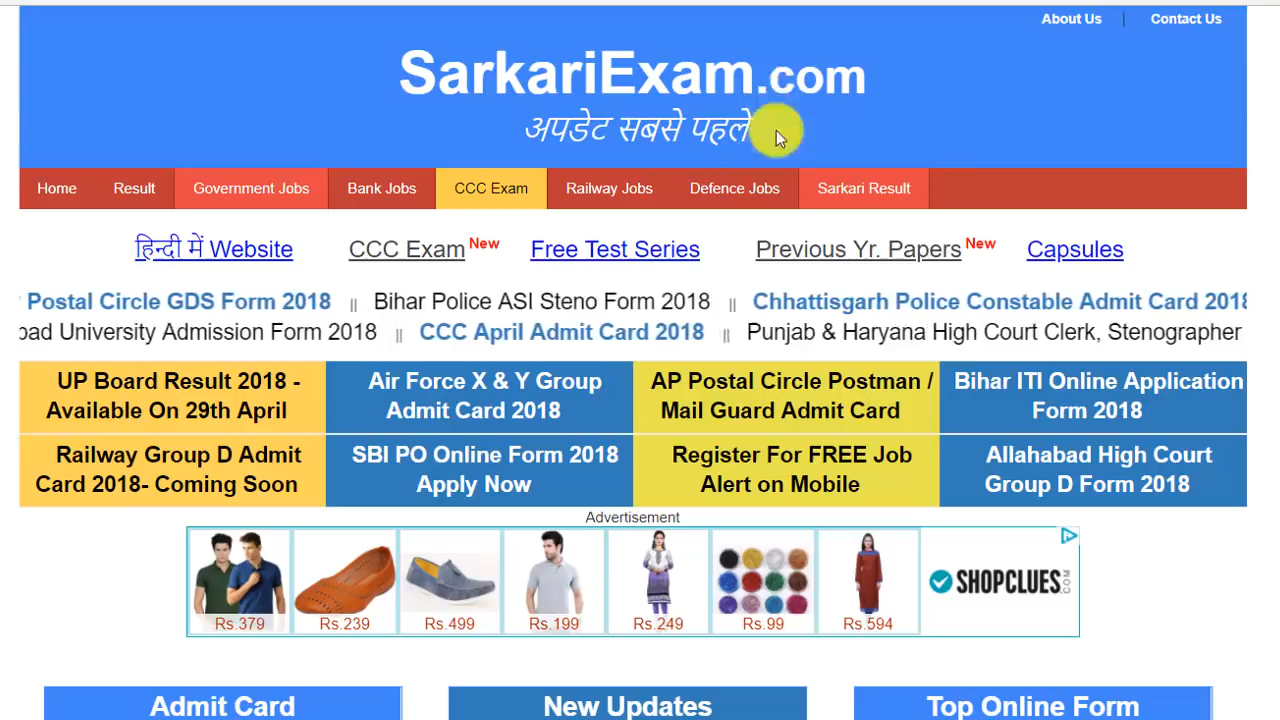 About Us | Contact Us
SarkariExam.com
अपडेट सबसे पहले
Home Result Government Jobs Bank Jobs CCC Exam Railway Jobs Defence Jobs Sarkari Result
हिन्दी में Website CCC Exam New Free Test Series Previous Yr. Papers New Capsules
Postal Circle GDS Form 2018 || Bihar Police ASI Steno Form 2018 || Chhattisgarh Police Constable Admit Card 2018
University Admission Form 2018 || CCC April Admit Card 2018 || Punjab & Haryana High Court Clerk, Stenographer
UP Board Result 2018 - Air Force X & Y Group AP Postal Circle Postman / Bihar ITI Online Application
Available On 29th April Admit Card 2018 Mail Guard Admit Card Form 2018
Railway Group D Admit SBI PO Online Form 2018 Register For FREE Job Allahabad High Court
Card 2018- Coming Soon Apply Now Alert on Mobile Group D Form 2018
Advertisement
Rs.379 Rs.239 Rs.499 Rs.199 Rs.249 Rs.99 Rs.594 SHOPCLUES.COM
Admit Card New Updates Top Online Form